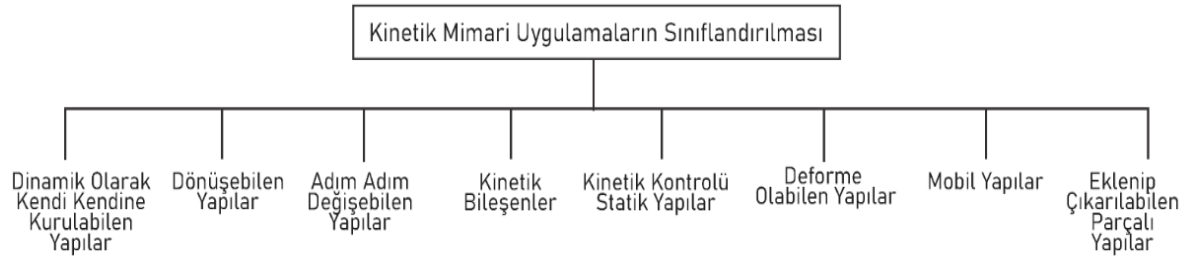 Kinetik Mimari Uygulamaların Sınıflandırılması
Dinamik Olarak
Kendi Kendine
Kurulabilen
Yapılar
Dönüşebilen
Yapılar
Adım Adım
Değişebilen
Yapılar
Kinetik
Bileşenler
Kinetik Kontrolü
Statik Yapılar
Deforme
Olabilen Yapılar
Mobil Yapılar
Eklenip
Çıkarılabilen
Parçalı
Yapılar